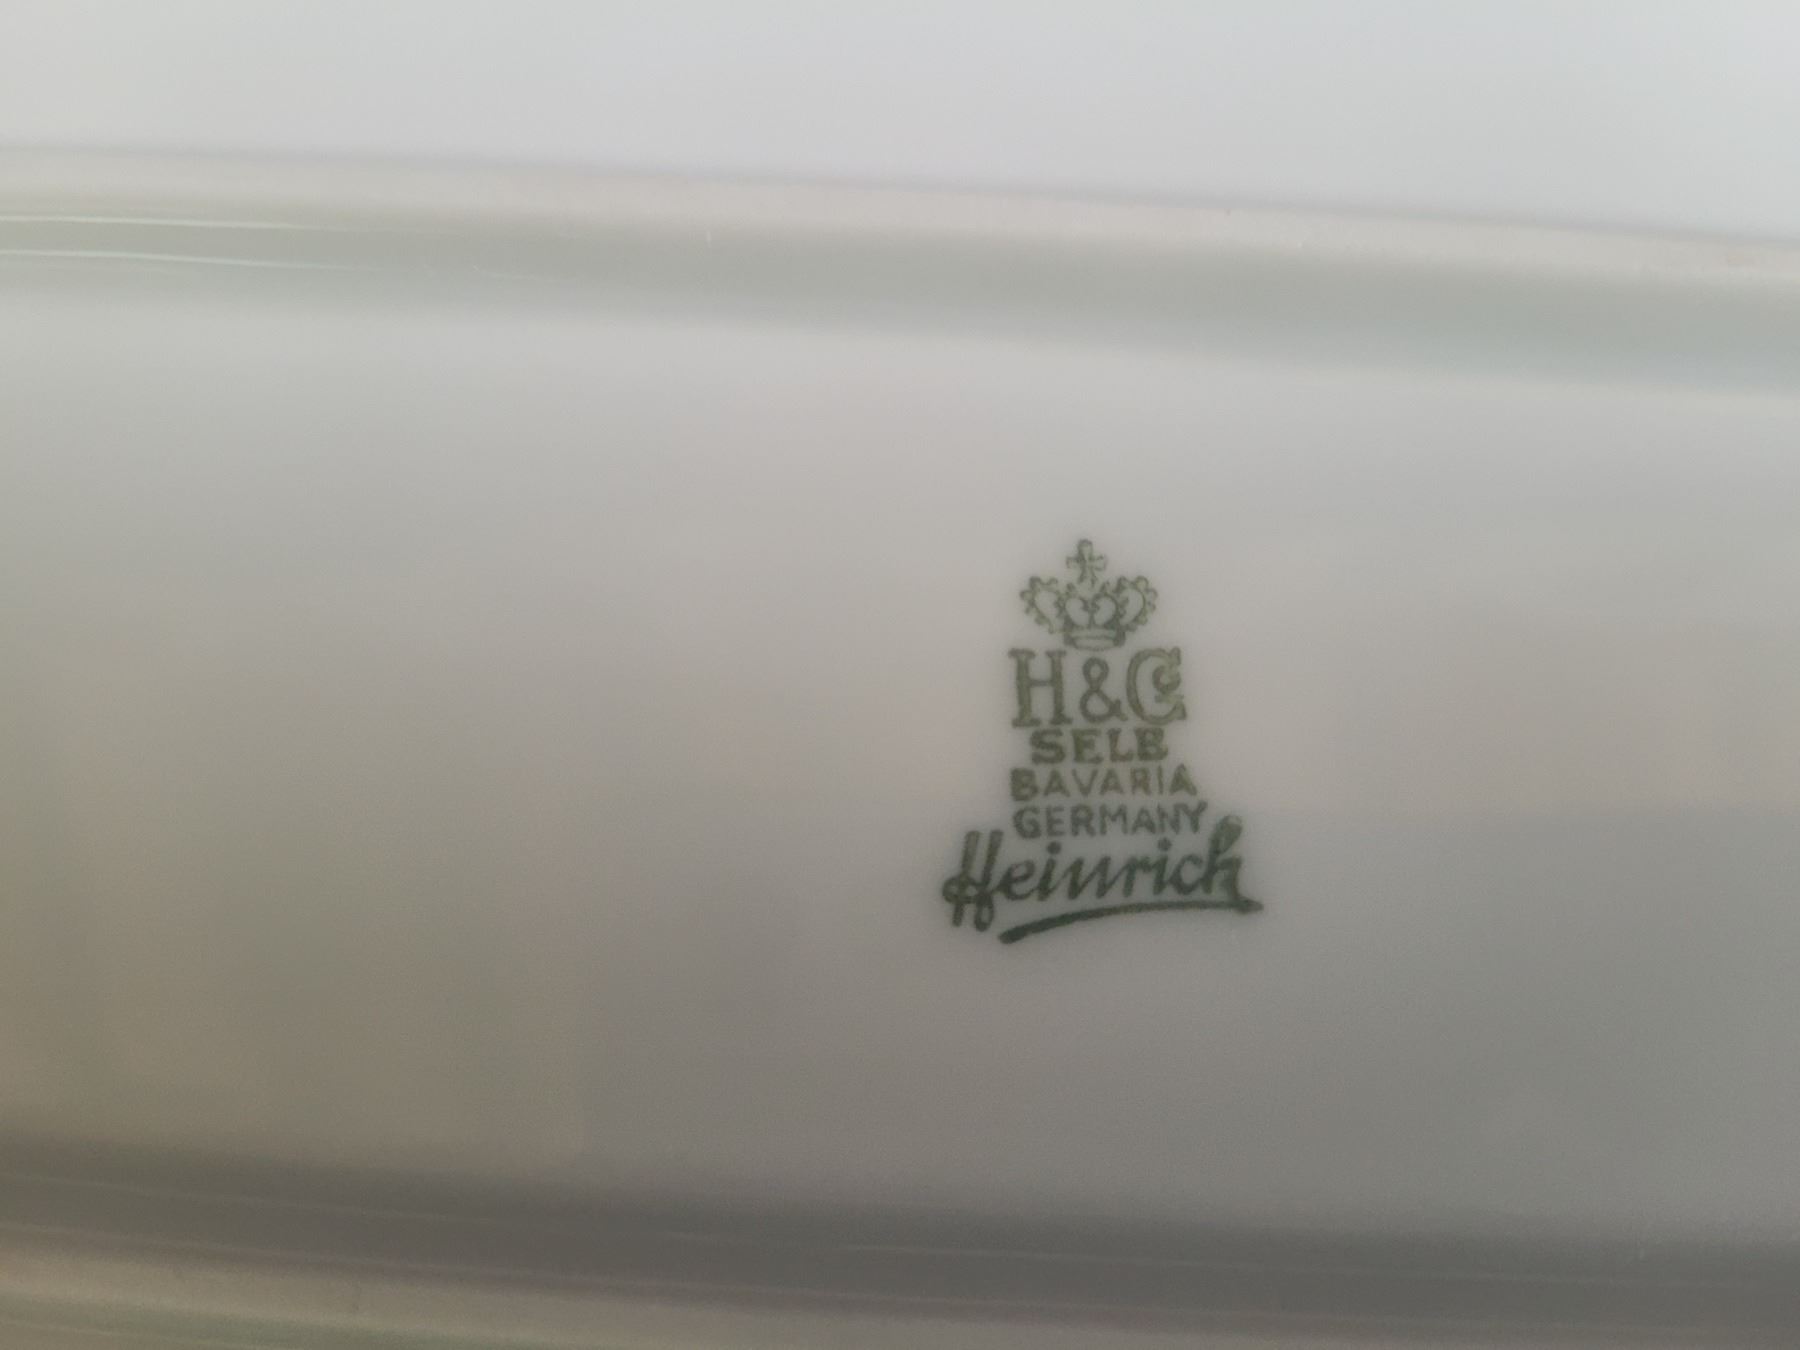 H&Co
SELB
BAVARIA
GERMANY
Heinrich